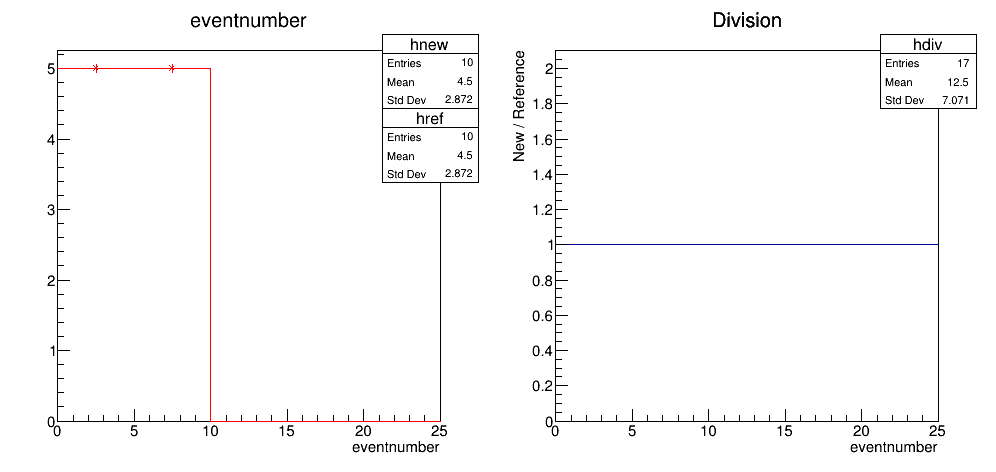 eventnumber
hnew
Entries 10
Mean 4.5
Std Dev 2.872
href
Entries 10
Mean 4.5
Std Dev 2.872
5
4
3
2
1
0
0 5 10 15 20 25
eventnumber
Division
hdiv
Entries 17
Mean 12.5
Std Dev 7.071
New / Reference
2
1.8
1.6
1.4
1.2
1
0.8
0.6
0.4
0.2
0
0 5 10 15 20 25
eventnumber